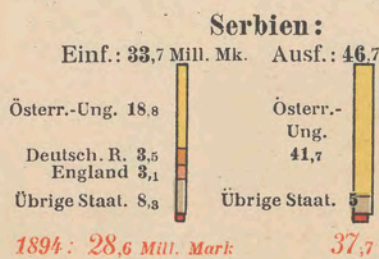 Serbien:
Einf.: 33,7 Mill. Mk. Ausf.: 46,7
Österr.-Ung. 18,8
Österr.-
Ung.
41,7
Deutsch. R. 3,5
England 3,1
Übrige Staat. 8,3
Übrige Staat. 5
1894: 28,6 Mill. Mark 37,7